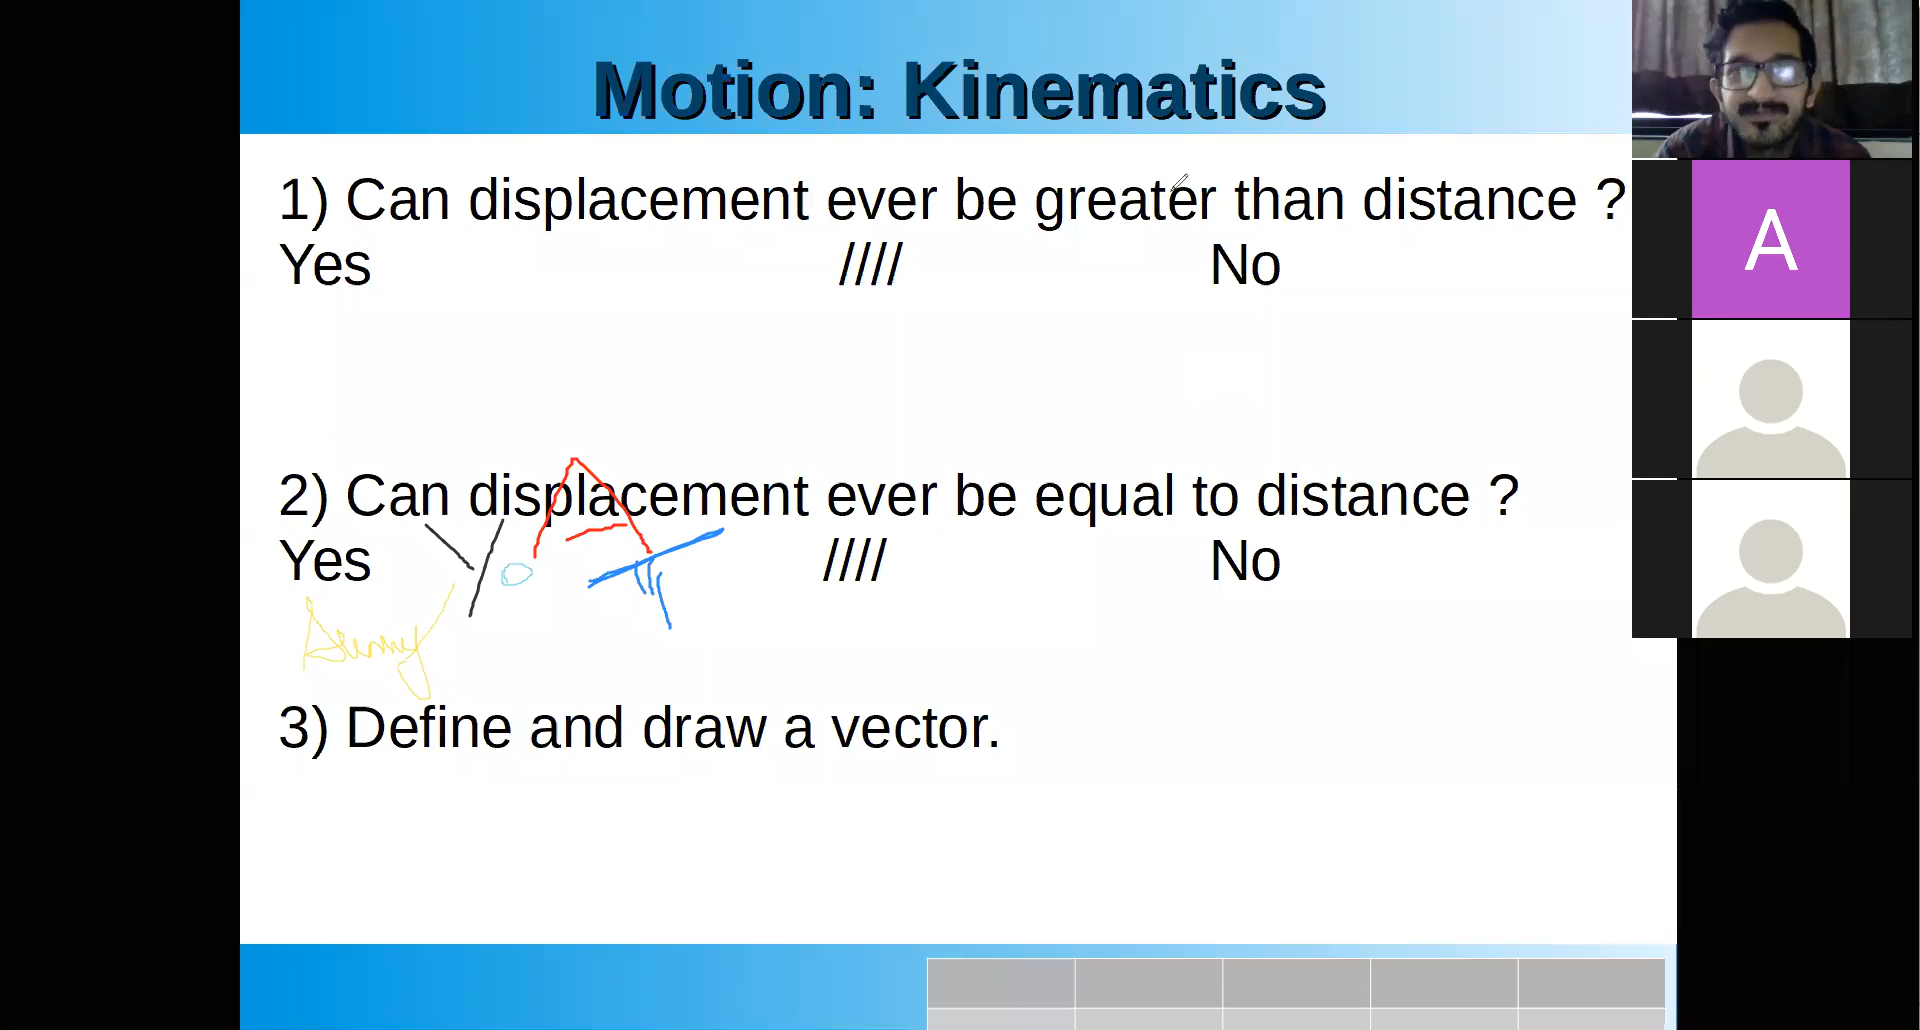 Motion: Kinematics
1) Can displacement ever be greater than distance ?
Yes //// No
2) Can displacement ever be equal to distance ?
Yes //// No
3) Define and draw a vector.
A
A